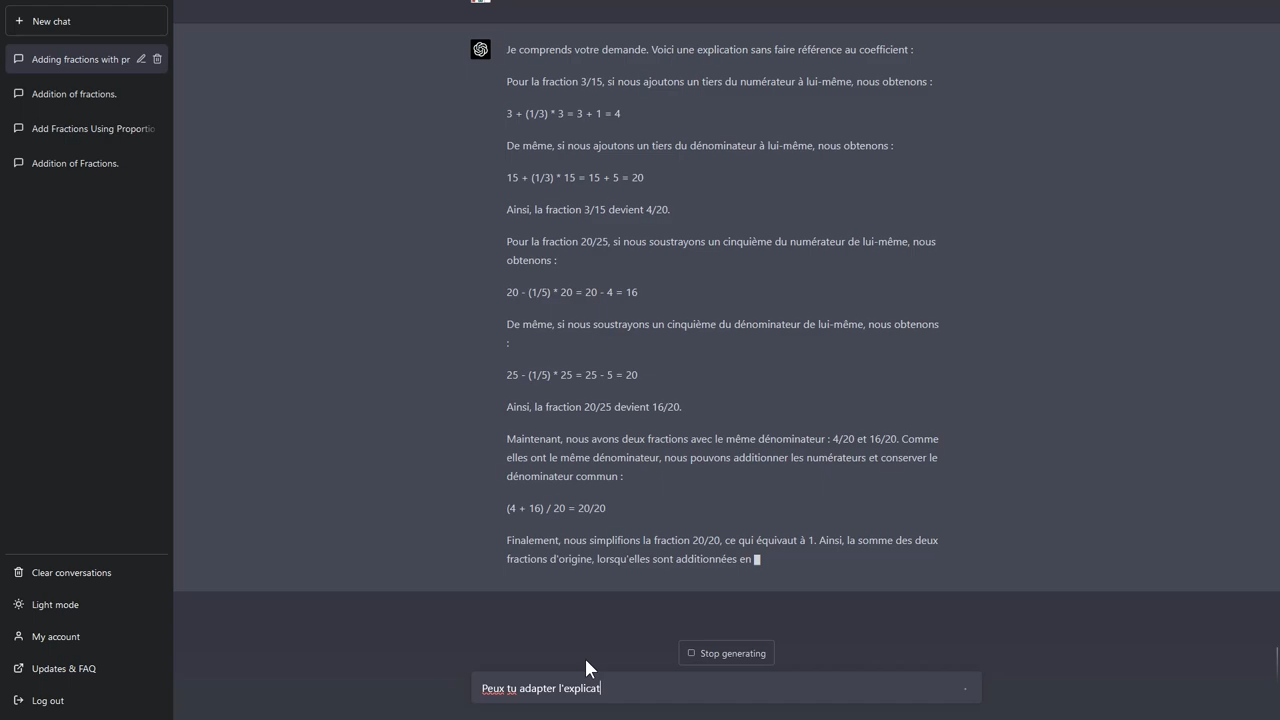 New chat
Adding fractions with pr
Addition of fractions.
Add Fractions Using Proportio
Addition of Fractions.
Clear conversations
Light mode
My account
Updates & FAQ
Log out
Je comprends votre demande. Voici une explication sans faire référence au coefficient :
Pour la fraction 3/15, si nous ajoutons un tiers du numérateur à lui-même, nous obtenons :
3 + (1/3) * 3 = 3 + 1 = 4
De même, si nous ajoutons un tiers du dénominateur à lui-même, nous obtenons :
15 + (1/3) * 15 = 15 + 5 = 20
Ainsi, la fraction 3/15 devient 4/20.
Pour la fraction 20/25, si nous soustrayons un cinquième du numérateur de lui-même, nous
obtenons :
20 - (1/5) * 20 = 20 - 4 = 16
De même, si nous soustrayons un cinquième du dénominateur de lui-même, nous obtenons
:
25 - (1/5) * 25 = 25 - 5 = 20
Ainsi, la fraction 20/25 devient 16/20.
Maintenant, nous avons deux fractions avec le même dénominateur : 4/20 et 16/20. Comme
elles ont le même dénominateur, nous pouvons additionner les numérateurs et conserver le
dénominateur commun :
(4 + 16) / 20 = 20/20
Finalement, nous simplifions la fraction 20/20, ce qui équivaut à 1. Ainsi, la somme des deux
fractions d'origine, lorsqu'elles sont additionnées en
Stop generating
Peux tu adapter l'explicat